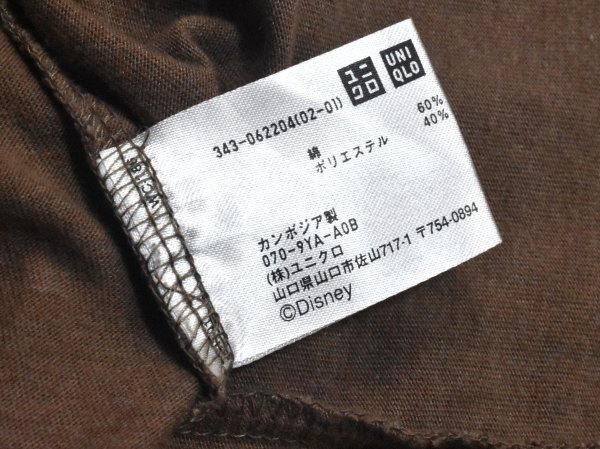 ユニクロ
UNIQLO
343-062204(02-01)
綿 60%
ポリエステル 40%
カンボジア製
070-9YA-A0B
(株)ユニクロ
山口県山口市佐山717-1 〒754-0894
©Disney